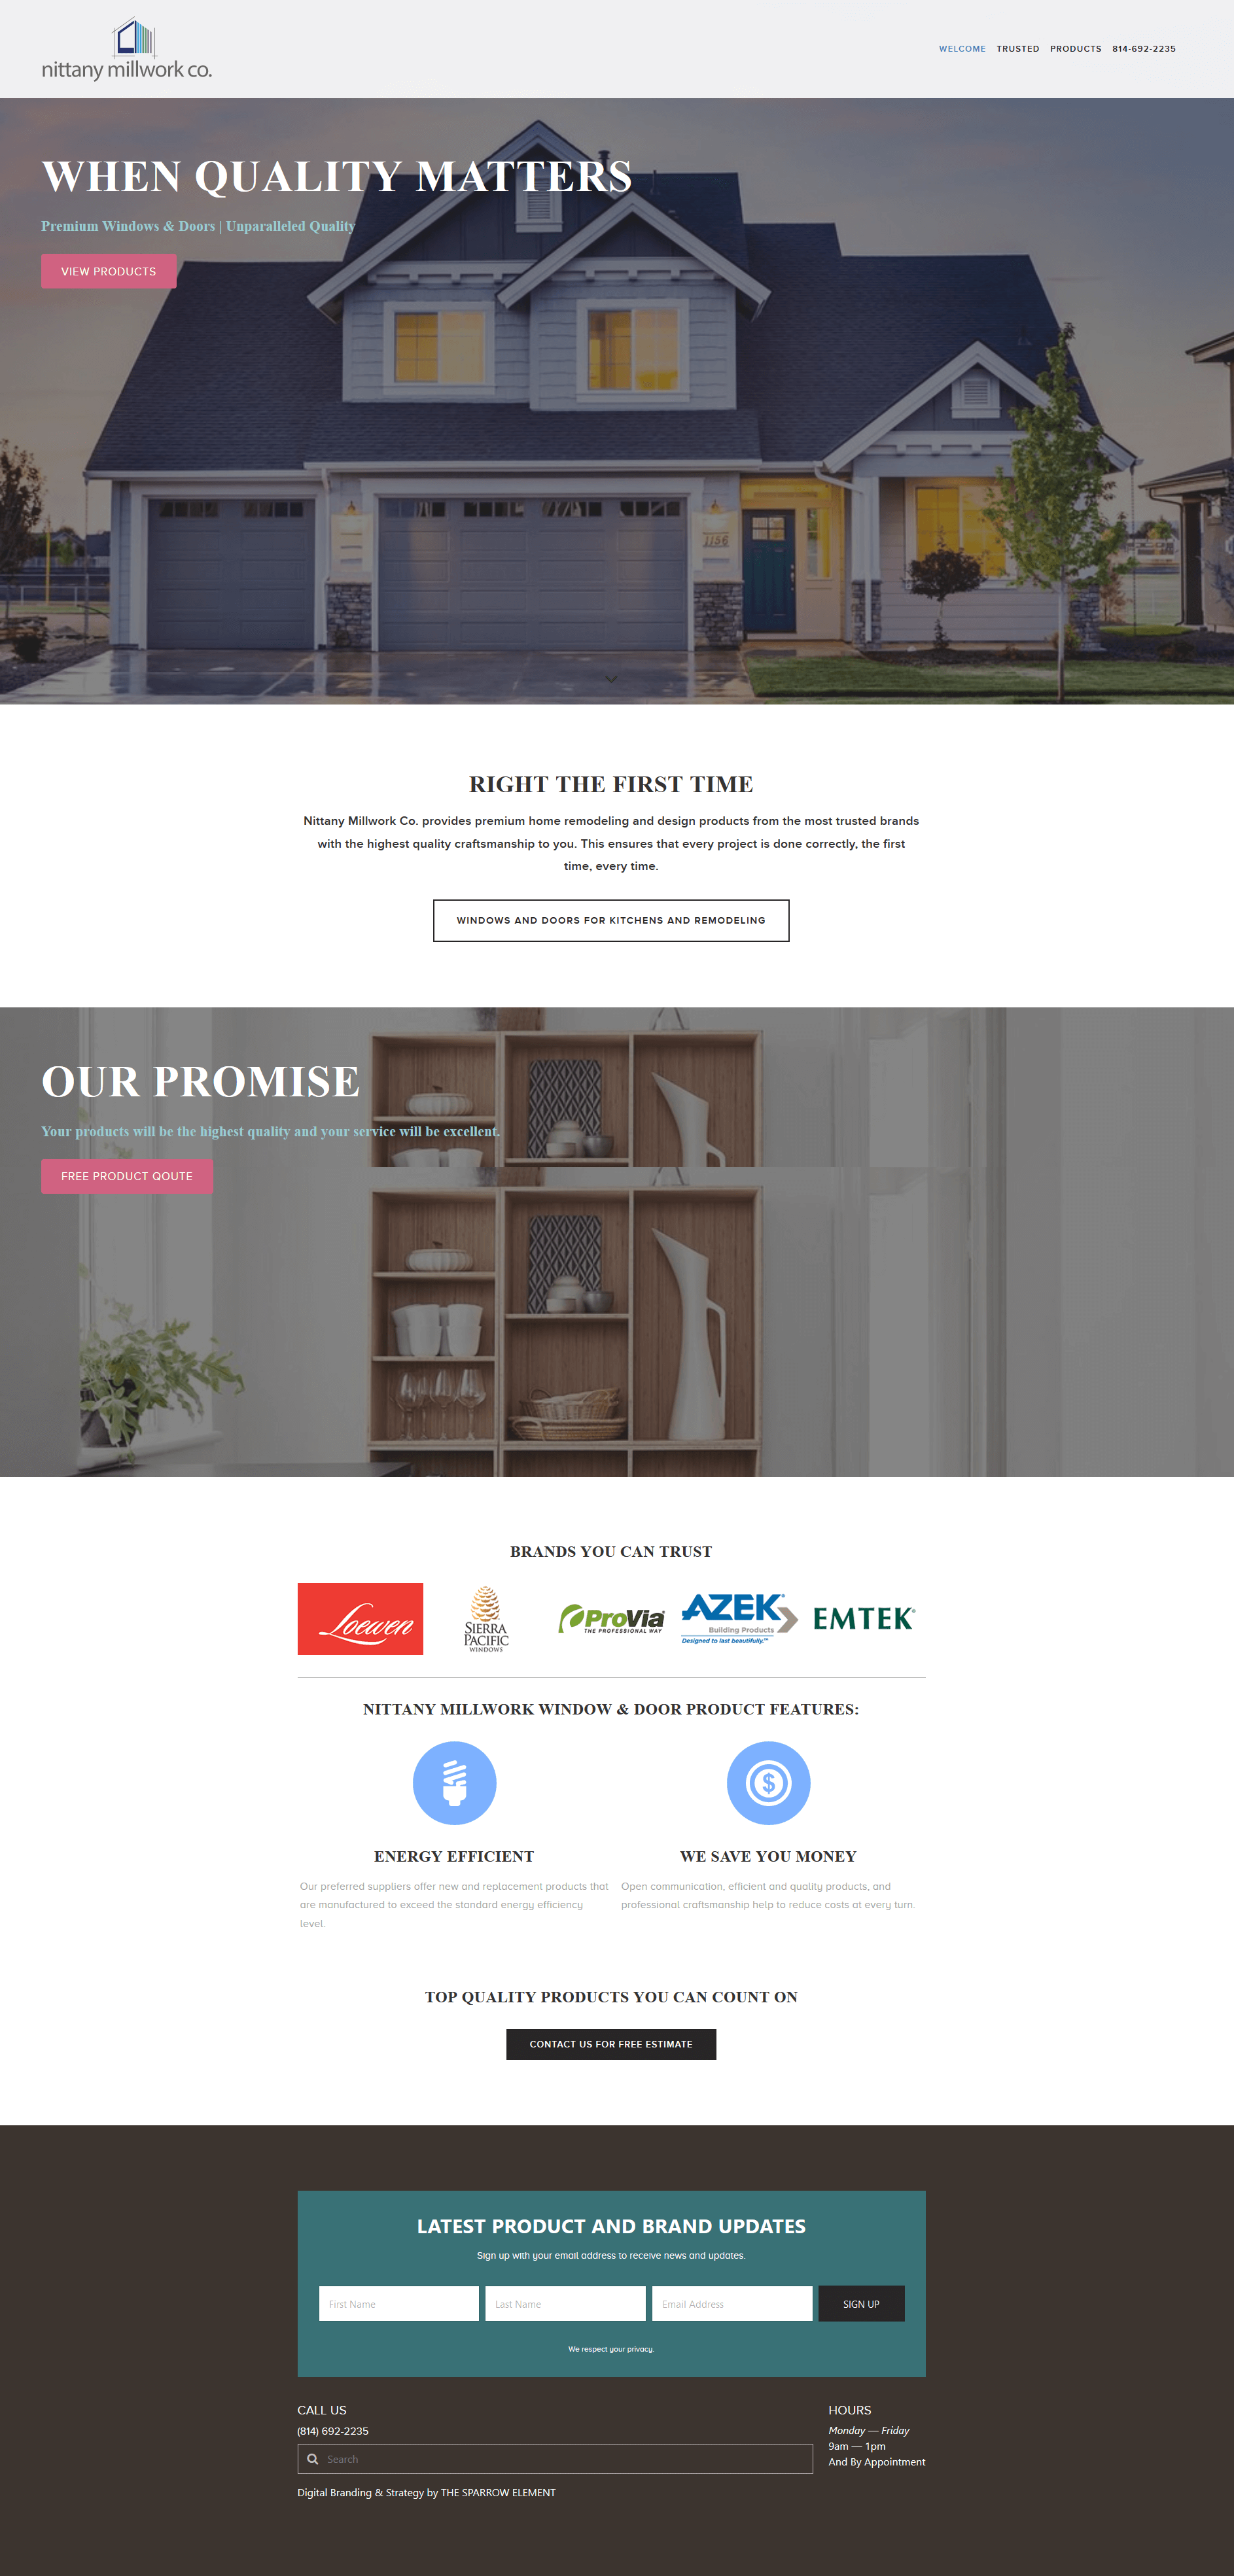 nittany millwork co.
WELCOME TRUSTED PRODUCTS 814-692-2235
WHEN QUALITY MATTERS
Premium Windows & Doors | Unparalleled Quality
VIEW PRODUCTS
1156
RIGHT THE FIRST TIME
Nittany Millwork Co. provides premium home remodeling and design products from the most trusted brands
with the highest quality craftsmanship to you. This ensures that every project is done correctly, the first
time, every time.
WINDOWS AND DOORS FOR KITCHENS AND REMODELING
OUR PROMISE
Your products will be the highest quality and your service will be excellent.
FREE PRODUCT QOUTE
BRANDS YOU CAN TRUST
Loewen
SIERRA
PACIFIC
WINDOWS
ProVia
THE PROFESSIONAL WAY
AZEK®
Building Products
Designed to last beautifully.™
EMTEK®
NITTANY MILLWORK WINDOW & DOOR PRODUCT FEATURES:
$
ENERGY EFFICIENT
Our preferred suppliers offer new and replacement products that
are manufactured to exceed the standard energy efficiency
level.
WE SAVE YOU MONEY
Open communication, efficient and quality products, and
professional craftsmanship help to reduce costs at every turn.
TOP QUALITY PRODUCTS YOU CAN COUNT ON
CONTACT US FOR FREE ESTIMATE
LATEST PRODUCT AND BRAND UPDATES
Sign up with your email address to receive news and updates.
First Name Last Name Email Address SIGN UP
We respect your privacy.
CALL US
(814) 692-2235
Search
HOURS
Monday — Friday
9am — 1pm
And By Appointment
Digital Branding & Strategy by THE SPARROW ELEMENT